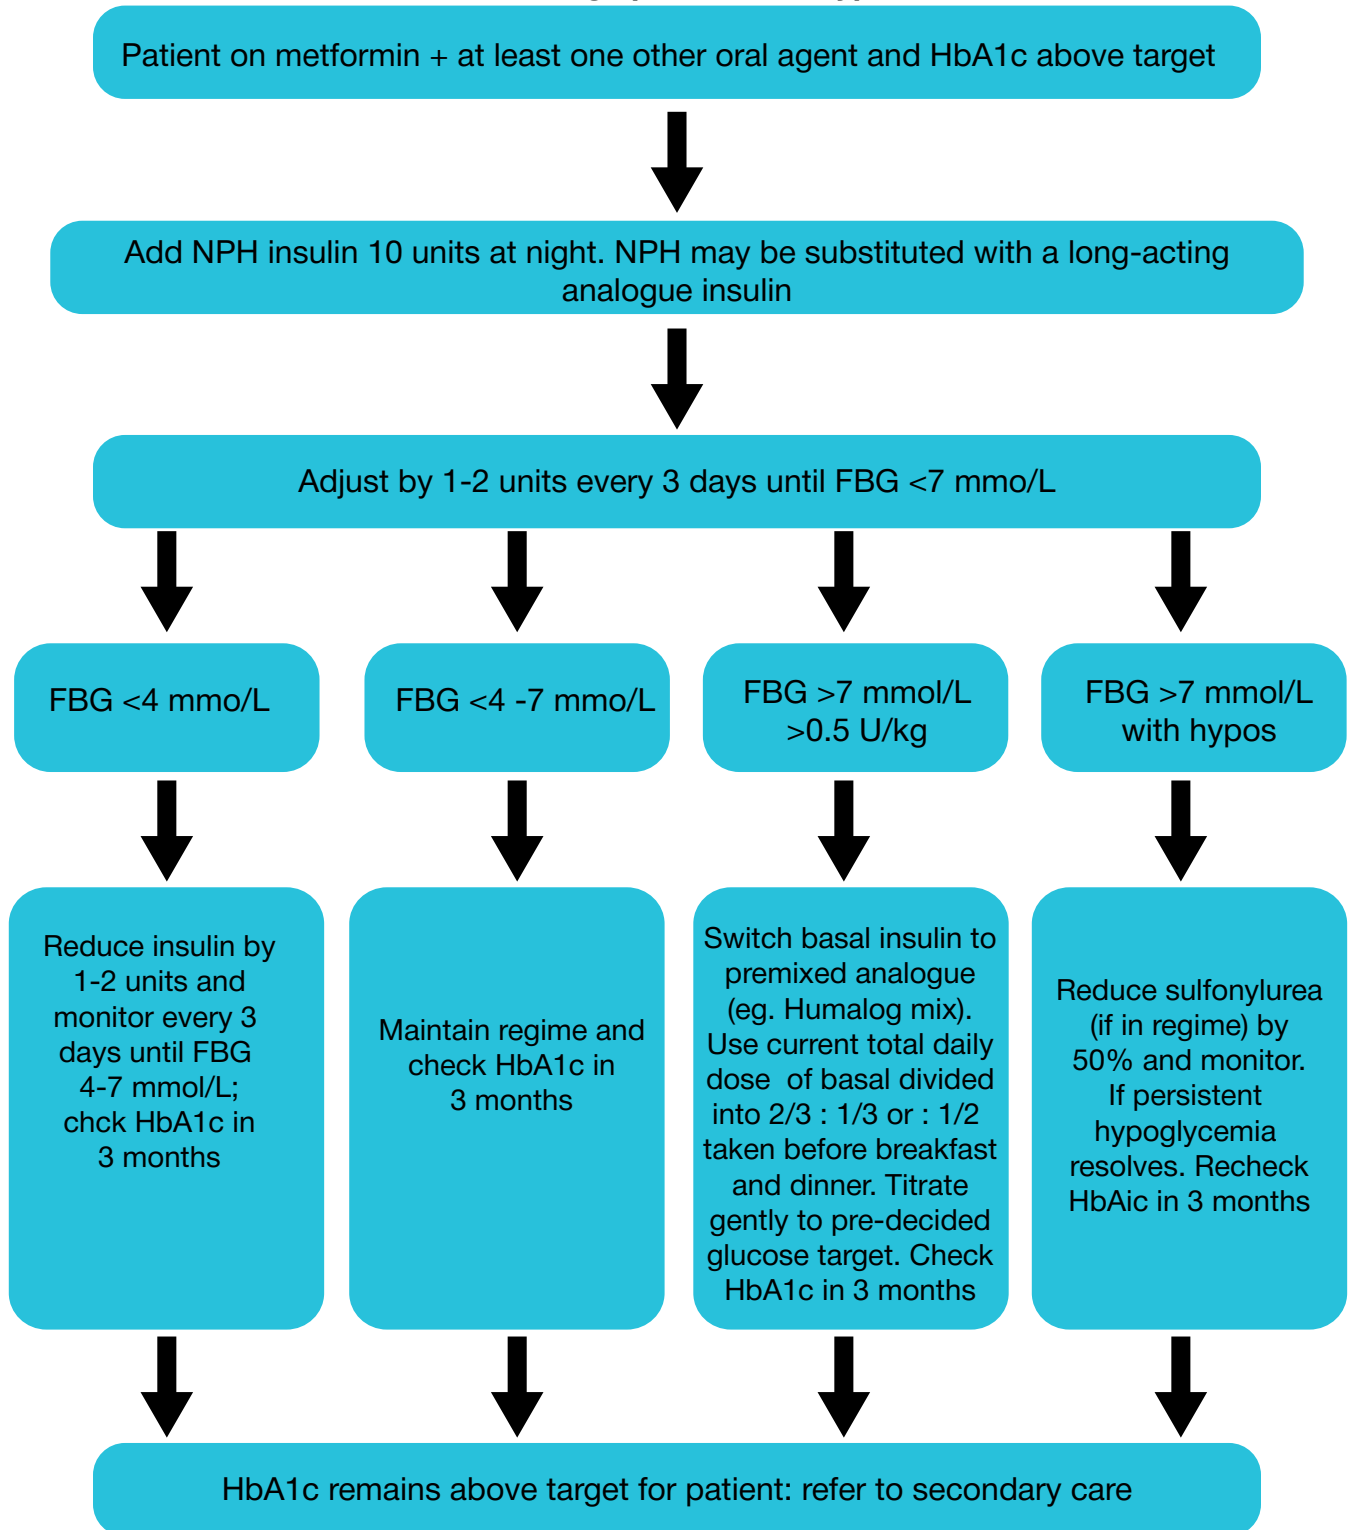 Patient on metformin + at least one other oral agent and HbA1c above target
Add NPH insulin 10 units at night. NPH may be substituted with a long-acting
analogue insulin
Adjust by 1-2 units every 3 days until FBG <7 mmo/L
FBG <4 mmo/L
FBG <4 -7 mmo/L
FBG >7 mmol/L
>0.5 U/kg
FBG >7 mmol/L
with hypos
Reduce insulin by
1-2 units and
monitor every 3
days until FBG
4-7 mmol/L;
chck HbA1c in
3 months
Maintain regime and
check HbA1c in
3 months
Switch basal insulin to
premixed analogue
(eg. Humalog mix).
Use current total daily
dose  of basal divided
into 2/3 : 1/3 or : 1/2
taken before breakfast
and dinner. Titrate
gently to pre-decided
glucose target. Check
HbA1c in 3 months
Reduce sulfonylurea
(if in regime) by
50% and monitor.
If persistent
hypoglycemia
resolves. Recheck
HbAic in 3 months
HbA1c remains above target for patient: refer to secondary care